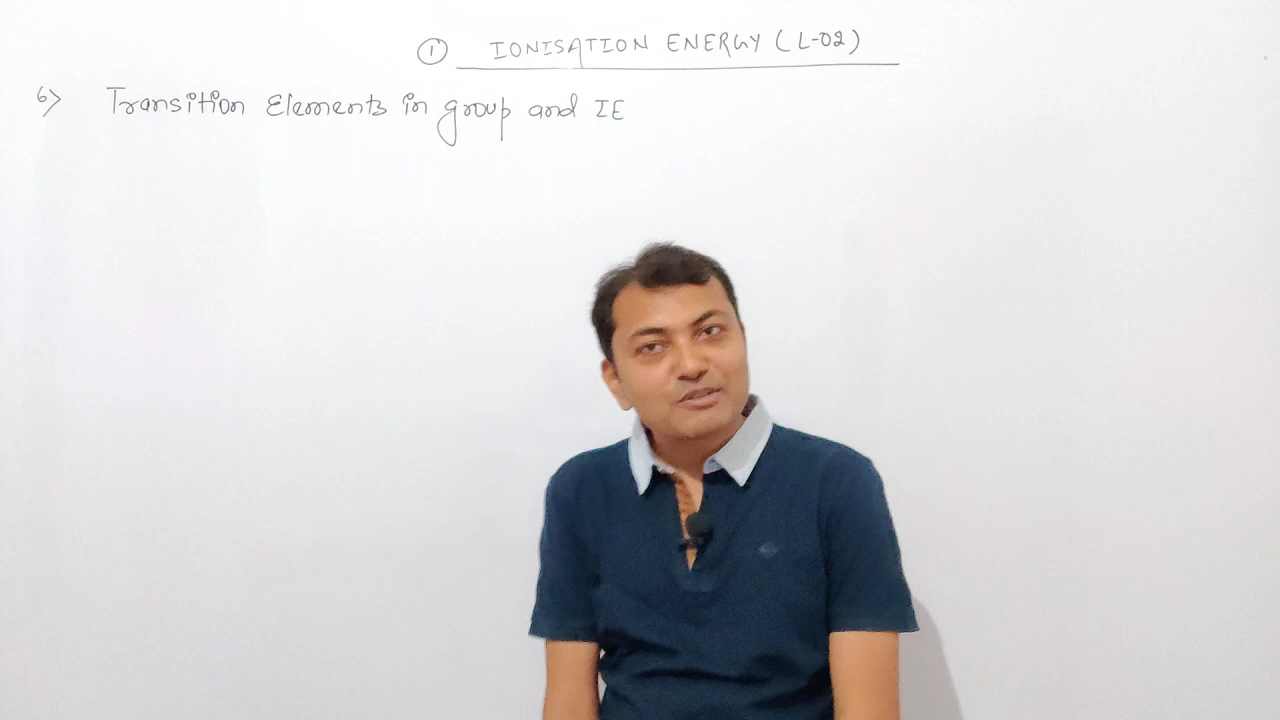 ① IONISATION ENERGY (L-02)
6> Transition Elements in group and IE